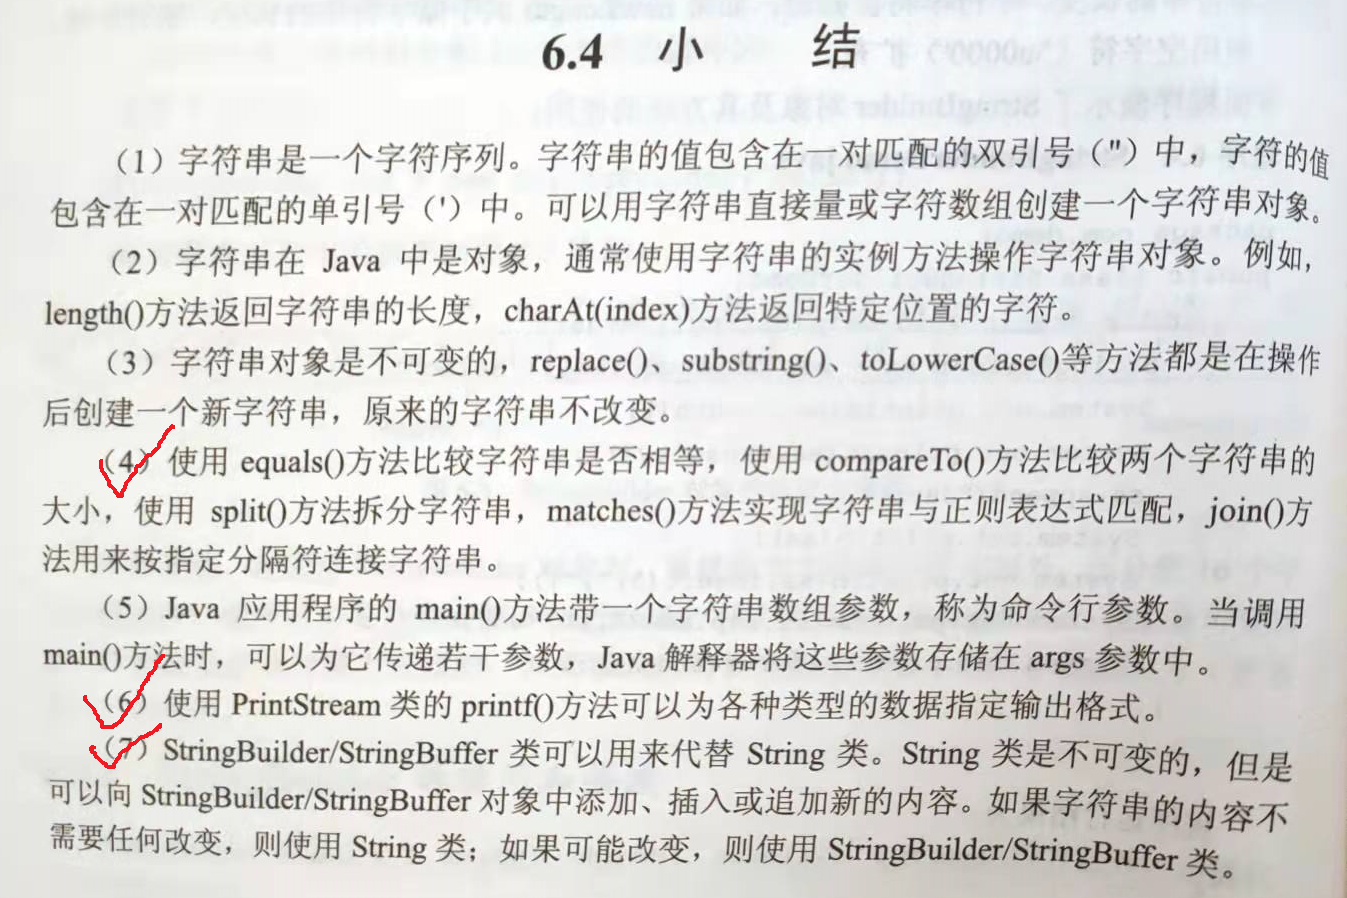 6.4 小 结
（1）字符串是一个字符序列。字符串的值包含在一对匹配的双引号（"）中，字符的值
包含在一对匹配的单引号（'）中。可以用字符串直接量或字符数组创建一个字符串对象。
（2）字符串在 Java 中是对象，通常使用字符串的实例方法操作字符串对象。例如，
length()方法返回字符串的长度，charAt(index)方法返回特定位置的字符。
（3）字符串对象是不可变的，replace()、substring()、toLowerCase()等方法都是在操作
后创建一个新字符串，原来的字符串不改变。
（4）使用 equals()方法比较字符串是否相等，使用 compareTo()方法比较两个字符串的
大小，使用 split()方法拆分字符串，matches()方法实现字符串与正则表达式匹配，join()方
法用来按指定分隔符连接字符串。
（5）Java 应用程序的 main()方法带一个字符串数组参数，称为命令行参数。当调用
main()方法时，可以为它传递若干参数，Java 解释器将这些参数存储在 args 参数中。
（6）使用 PrintStream 类的 printf()方法可以为各种类型的数据指定输出格式。
（7）StringBuilder/StringBuffer 类可以用来代替 String 类。String 类是不可变的，但是
可以向 StringBuilder/StringBuffer 对象中添加、插入或追加新的内容。如果字符串的内容不
需要任何改变，则使用 String 类；如果可能改变，则使用 StringBuilder/StringBuffer 类。